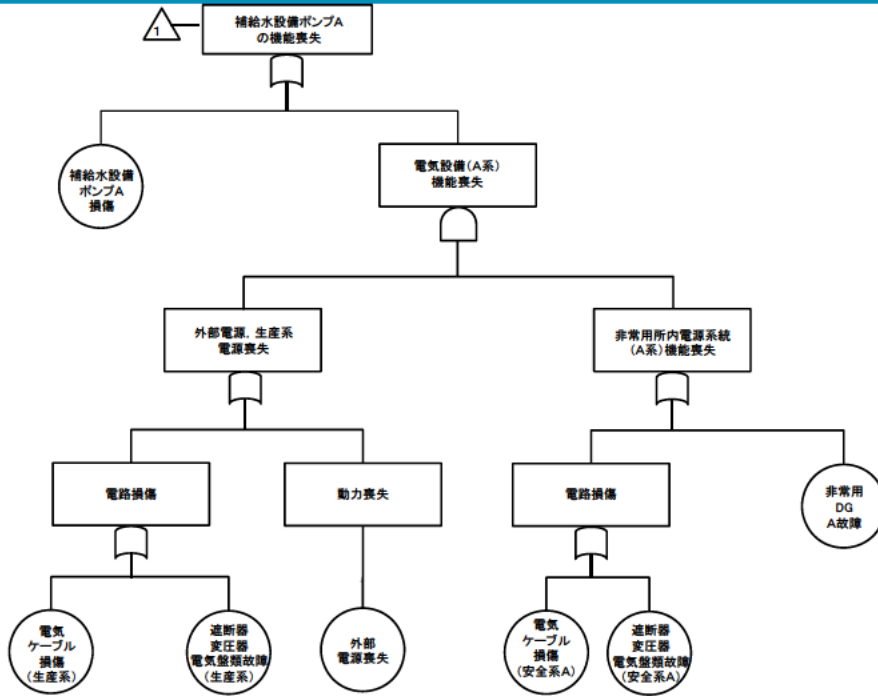 1
補給水設備ポンプA
の機能喪失
補給水設備
ポンプA
損傷
電気設備(A系)
機能喪失
外部電源，生産系
電源喪失
非常用所内電源系統
(A系)機能喪失
電路損傷
動力喪失
電路損傷
非常用
DG
A故障
電気
ケーブル
損傷
(生産系)
遮断器
変圧器
電気盤類故障
(生産系)
外部
電源喪失
電気
ケーブル
損傷
(安全系A)
遮断器
変圧器
電気盤類故障
(安全系A)